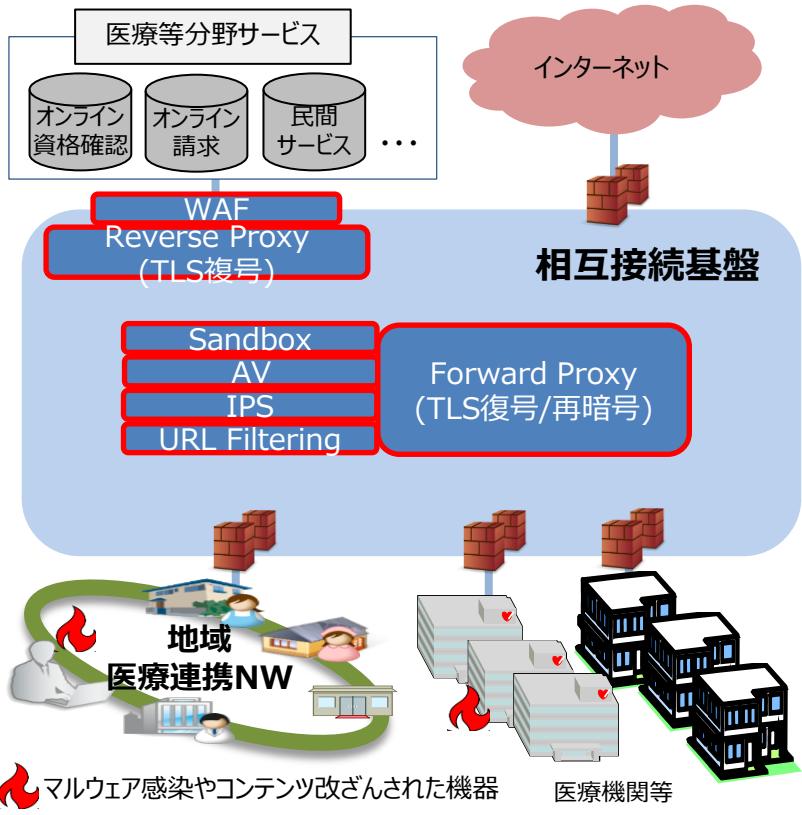 医療等分野サービス
オンライン
資格確認
オンライン
請求
民間
サービス
…
インターネット
WAF
Reverse Proxy
(TLS複号)
相互接続基盤
Sandbox
AV
IPS
URL Filtering
Forward Proxy
(TLS復号/再暗号)
地域
医療連携NW
マルウェア感染やコンテンツ改ざんされた機器
医療機関等